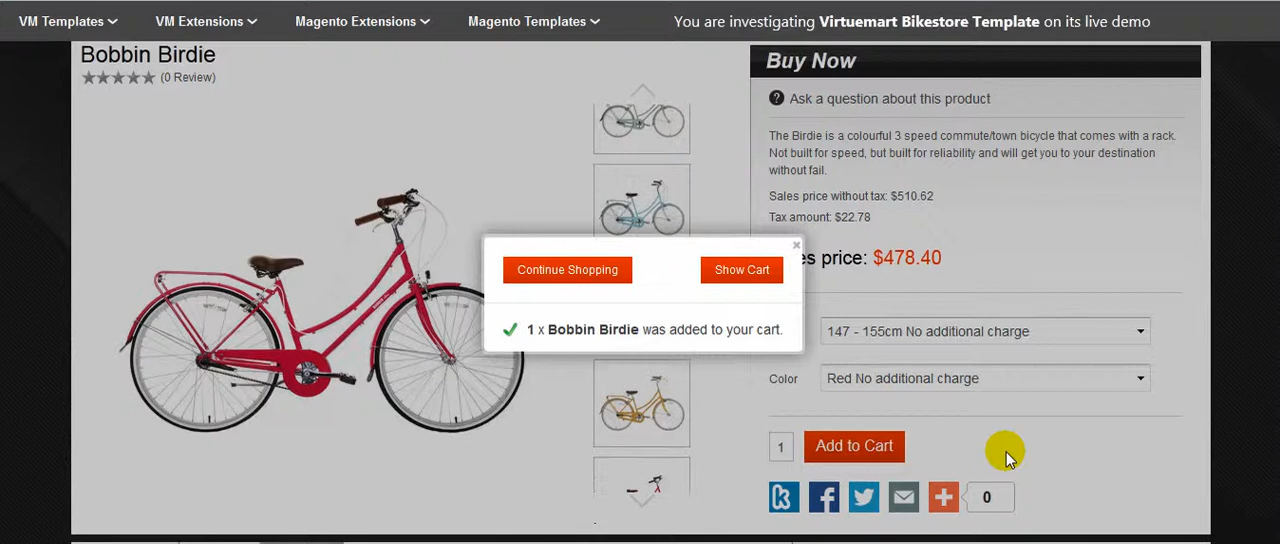 VM Templates
VM Extensions
Magento Extensions
Magento Templates
You are investigating Virtuemart Bikestore Template on its live demo
Bobbin Birdie
(0 Review)
Buy Now
? Ask a question about this product
The Birdie is a colourful 3 speed commute/town bicycle that comes with a rack.
Not built for speed, but built for reliability and will get you to your destination
without fail.
Sales price without tax: $510.62
Tax amount: $22.78
price: $478.40
Continue Shopping
Show Cart
1 x Bobbin Birdie was added to your cart.
147 - 155cm No additional charge
Color
Red No additional charge
1
Add to Cart
0